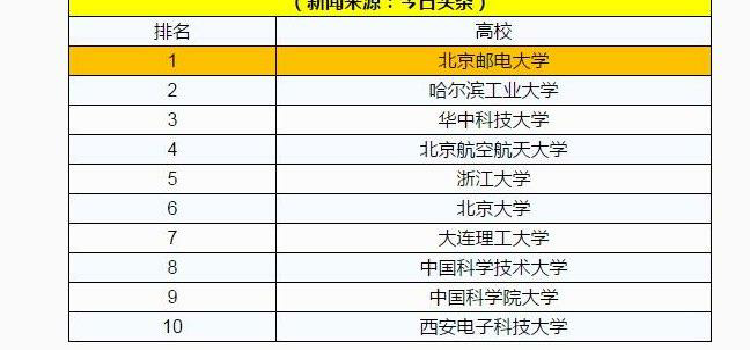 （新闻来源：今日头条）
排名 高校
1 北京邮电大学
2 哈尔滨工业大学
3 华中科技大学
4 北京航空航天大学
5 浙江大学
6 北京大学
7 大连理工大学
8 中国科学技术大学
9 中国科学院大学
10 西安电子科技大学